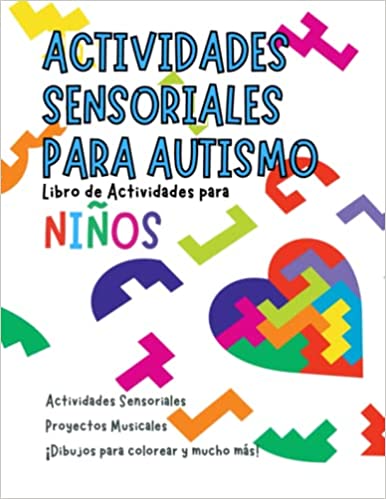 ACTIVIDADES
SENSORIALES
PARA AUTISMO
Libro de Actividades para
NIÑOS
Actividades Sensoriales
Proyectos Musicales
¡Dibujos para colorear y mucho más!